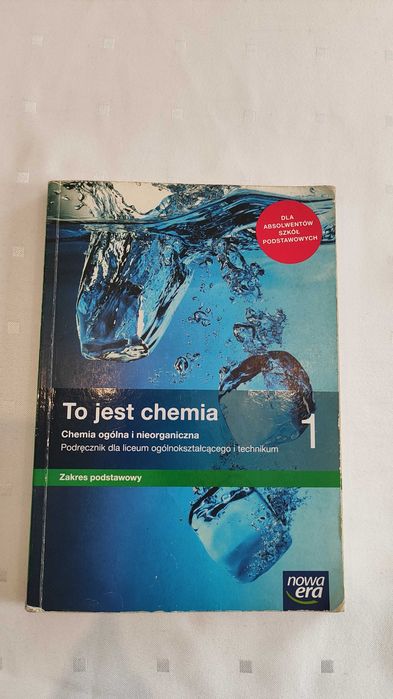 DLA
ABSOLWENTÓW
SZKÓŁ
PODSTAWOWYCH
To jest chemia
1
Chemia ogólna i nieorganiczna
Podręcznik dla liceum ogólnokształcącego i technikum
Zakres podstawowy
nowa
era